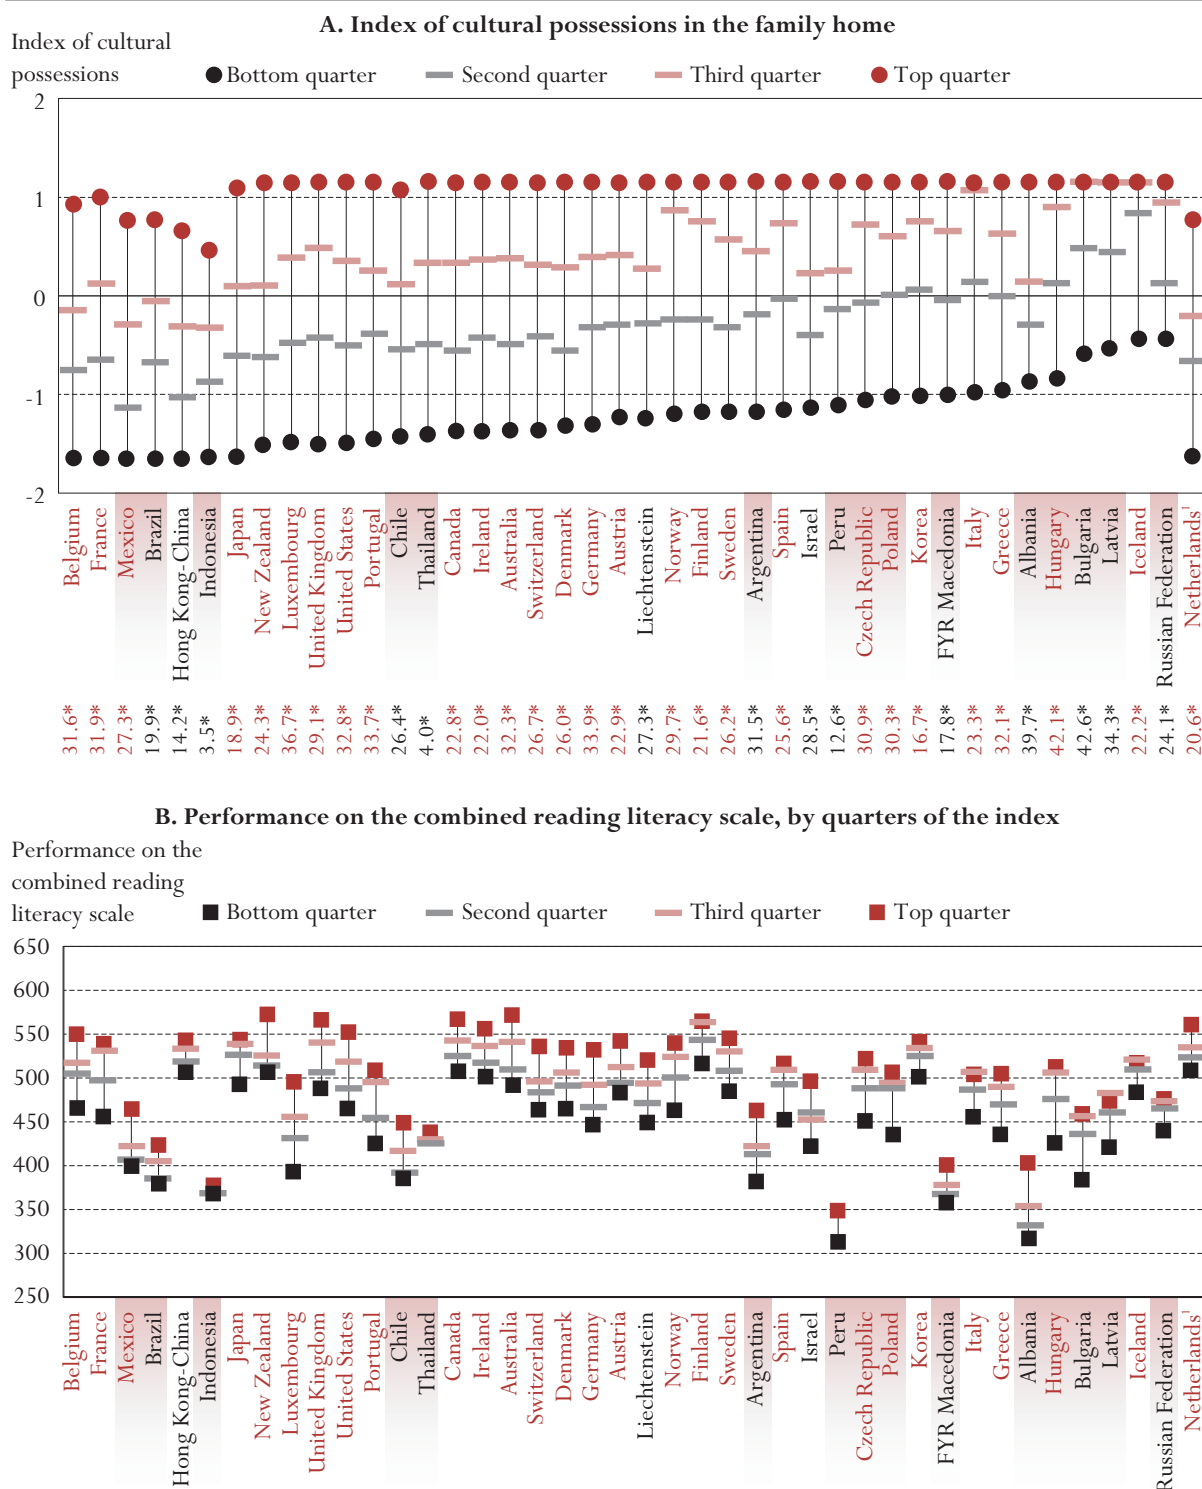 A. Index of cultural possessions in the family home
Index of cultural
possessions
Bottom quarter Second quarter Third quarter Top quarter
2
1
0
-1
-2
Belgium
France
Mexico
Brazil
Hong Kong-China
Indonesia
Japan
New Zealand
Luxembourg
United Kingdom
United States
Portugal
Chile
Thailand
Canada
Ireland
Australia
Switzerland
Denmark
Germany
Austria
Liechtenstein
Norway
Finland
Sweden
Argentina
Spain
Israel
Peru
Czech Republic
Poland
Korea
FYR Macedonia
Italy
Greece
Albania
Hungary
Bulgaria
Latvia
Iceland
Russian Federation
Netherlands¹
31.6*
31.9*
27.3*
19.9*
14.2*
3.5*
18.9*
24.3*
36.7*
29.1*
32.8*
33.7*
26.4*
4.0*
22.8*
22.0*
32.3*
26.7*
26.0*
33.9*
22.9*
27.3*
29.7*
21.6*
26.2*
31.5*
25.6*
28.5*
12.6*
30.9*
30.3*
16.7*
17.8*
23.3*
32.1*
39.7*
42.1*
42.6*
34.3*
22.2*
24.1*
20.6*
B. Performance on the combined reading literacy scale, by quarters of the index
Performance on the
combined reading
literacy scale
Bottom quarter Second quarter Third quarter Top quarter
650
600
550
500
450
400
350
300
250
Belgium
France
Mexico
Brazil
Hong Kong-China
Indonesia
Japan
New Zealand
Luxembourg
United Kingdom
United States
Portugal
Chile
Thailand
Canada
Ireland
Australia
Switzerland
Denmark
Germany
Austria
Liechtenstein
Norway
Finland
Sweden
Argentina
Spain
Israel
Peru
Czech Republic
Poland
Korea
FYR Macedonia
Italy
Greece
Albania
Hungary
Bulgaria
Latvia
Iceland
Russian Federation
Netherlands¹